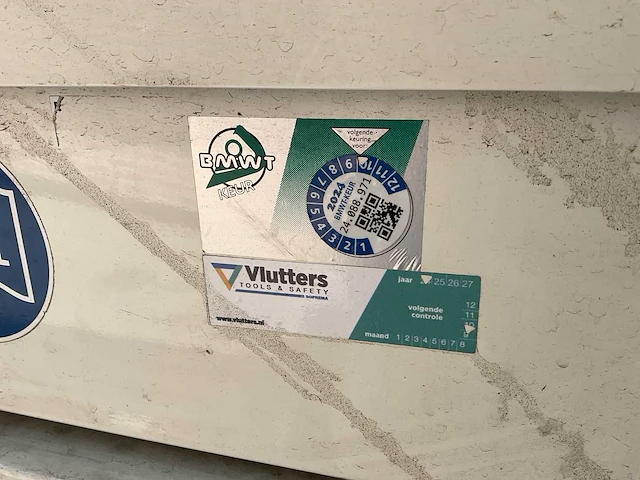 volgende
keuring
voor:
BMWT
KEUR
1 2 3 4 5 6 7 8 9 10 11 12
2024
BMWT-KEUR
24.088.971
Vlutters
TOOLS & SAFETY
SOFREMA
www.vlutters.nl
jaar 25 26 27
volgende
controle
12
11
9
maand 1 2 3 4 5 6 7 8